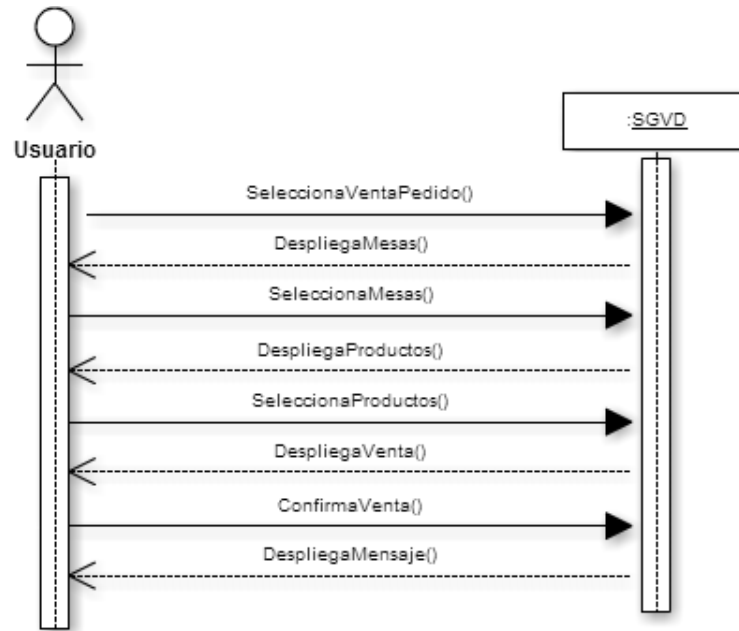 Usuario
:SGVD
SeleccionaVentaPedido()
DespliegaMesas()
SeleccionaMesas()
DespliegaProductos()
SeleccionaProductos()
DespliegaVenta()
ConfirmaVenta()
DespliegaMensaje()